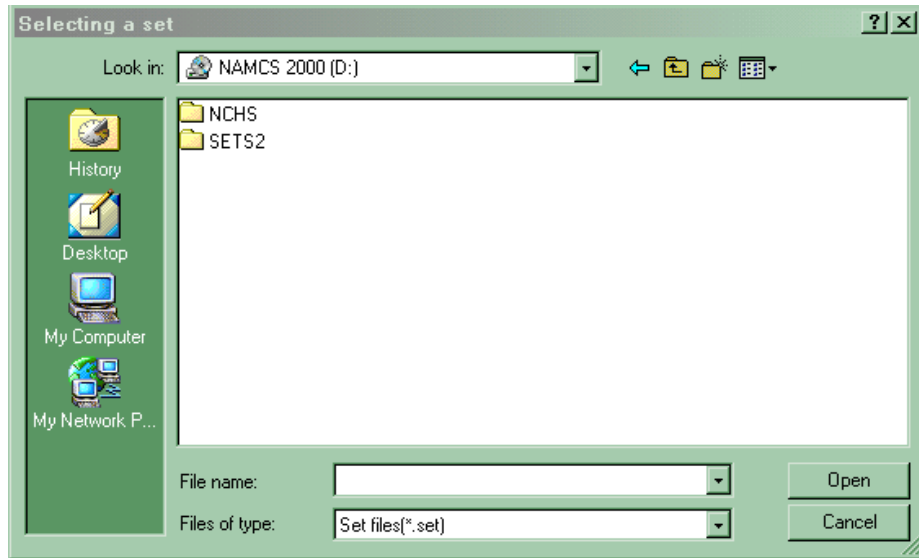 Selecting a set
Look in: NAMCS 2000 (D:)
NCHS
SETS2
History
Desktop
My Computer
My Network P...
File name:
Open
Files of type: Set files(*.set)
Cancel